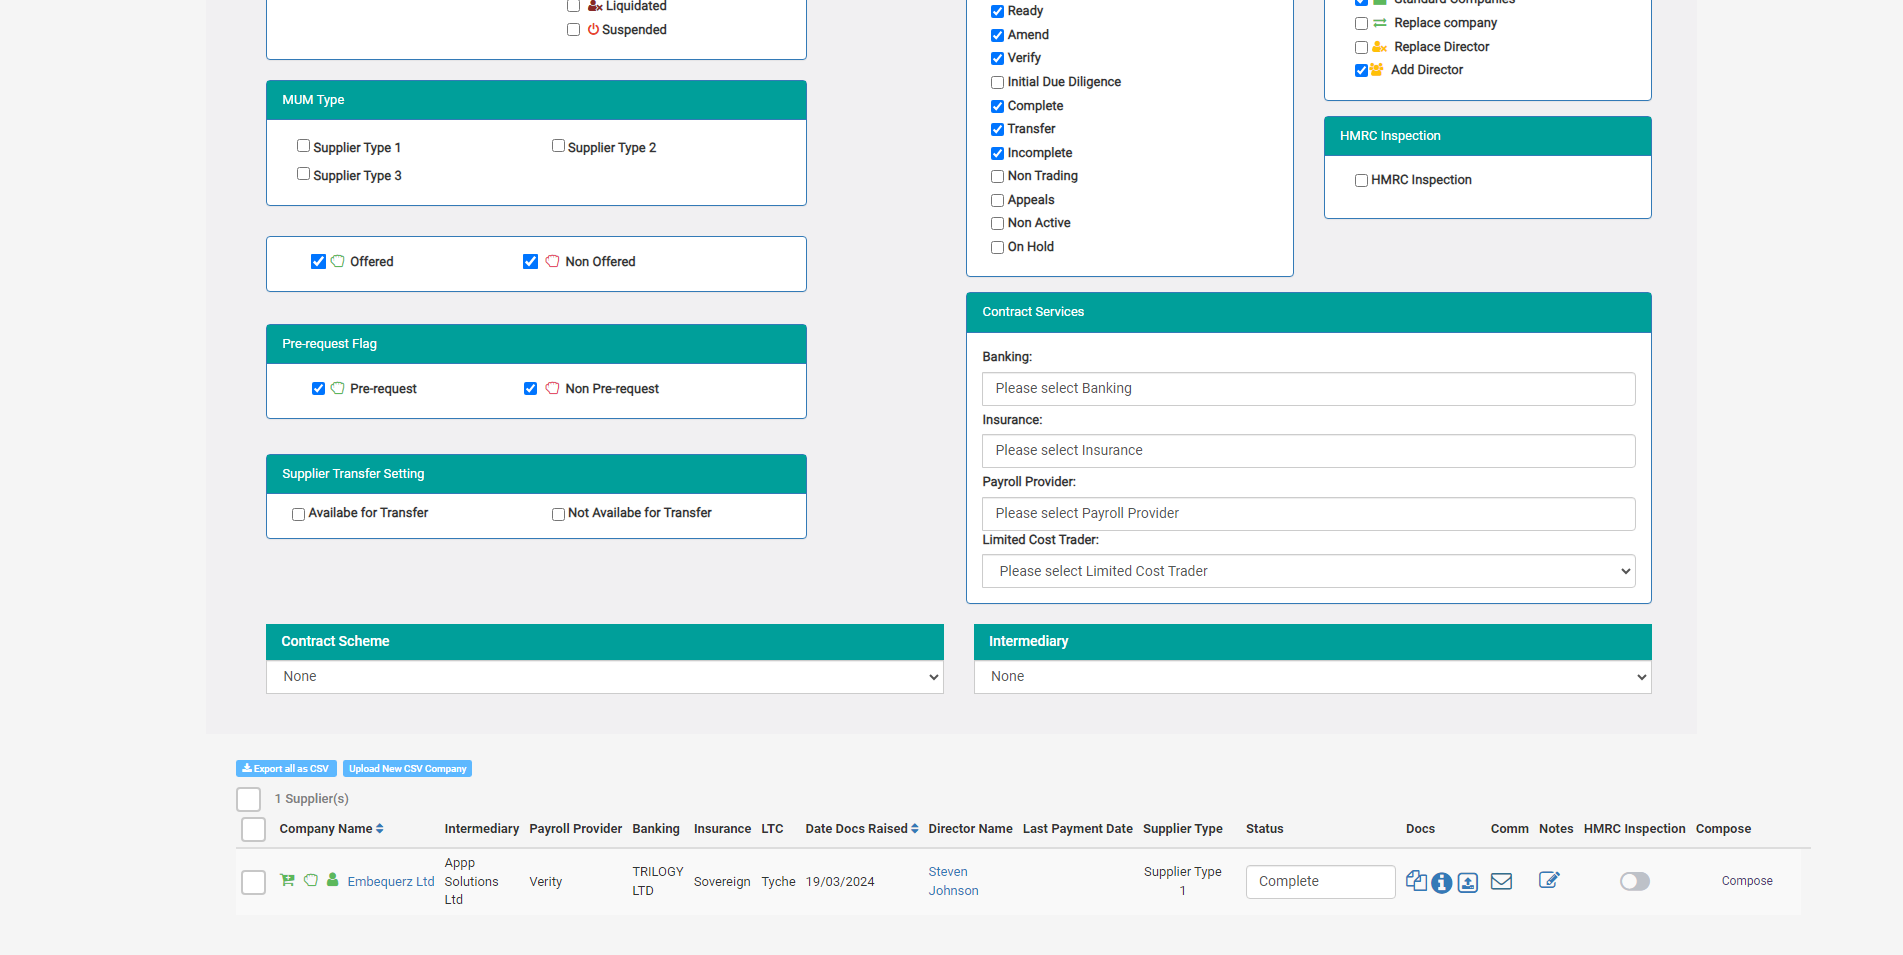 Liquidated
Suspended
MUM Type
Supplier Type 1
Supplier Type 2
Supplier Type 3
Offered
Non Offered
Pre-request Flag
Pre-request
Non Pre-request
Supplier Transfer Setting
Availabe for Transfer
Not Availabe for Transfer
Ready
Amend
Verify
Initial Due Diligence
Complete
Transfer
Incomplete
Non Trading
Appeals
Non Active
On Hold
Standard Companies
Replace company
Replace Director
Add Director
HMRC Inspection
HMRC Inspection
Contract Services
Banking:
Please select Banking
Insurance:
Please select Insurance
Payroll Provider:
Please select Payroll Provider
Limited Cost Trader:
Please select Limited Cost Trader
Contract Scheme
None
Intermediary
None
Export all as CSV
Upload New CSV Company
1 Supplier(s)
Company Name Intermediary Payroll Provider Banking Insurance LTC Date Docs Raised Director Name Last Payment Date Supplier Type Status Docs Comm Notes HMRC Inspection Compose
Embequerz Ltd
Appp
Solutions
Ltd
Verity
TRILOGY
LTD
Sovereign
Tyche
19/03/2024
Steven
Johnson
Supplier Type
1
Complete
Compose